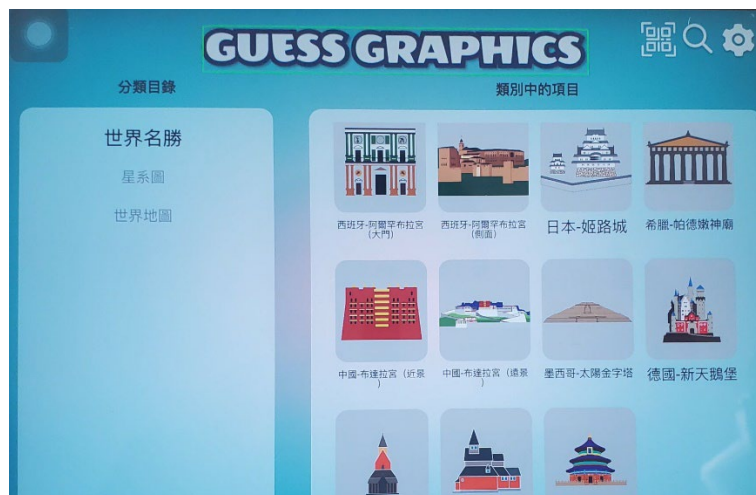 GUESS GRAPHICS
分類目錄
類別中的項目
世界名勝
星系圖
世界地圖
西班牙-阿爾罕布拉宮
(大門)
西班牙-阿爾罕布拉宮
(側面)
日本-姬路城
希臘-帕德嫩神廟
中國-布達拉宮（近景
）
中國-布達拉宮（遠景
）
墨西哥-太陽金字塔
德國-新天鵝堡